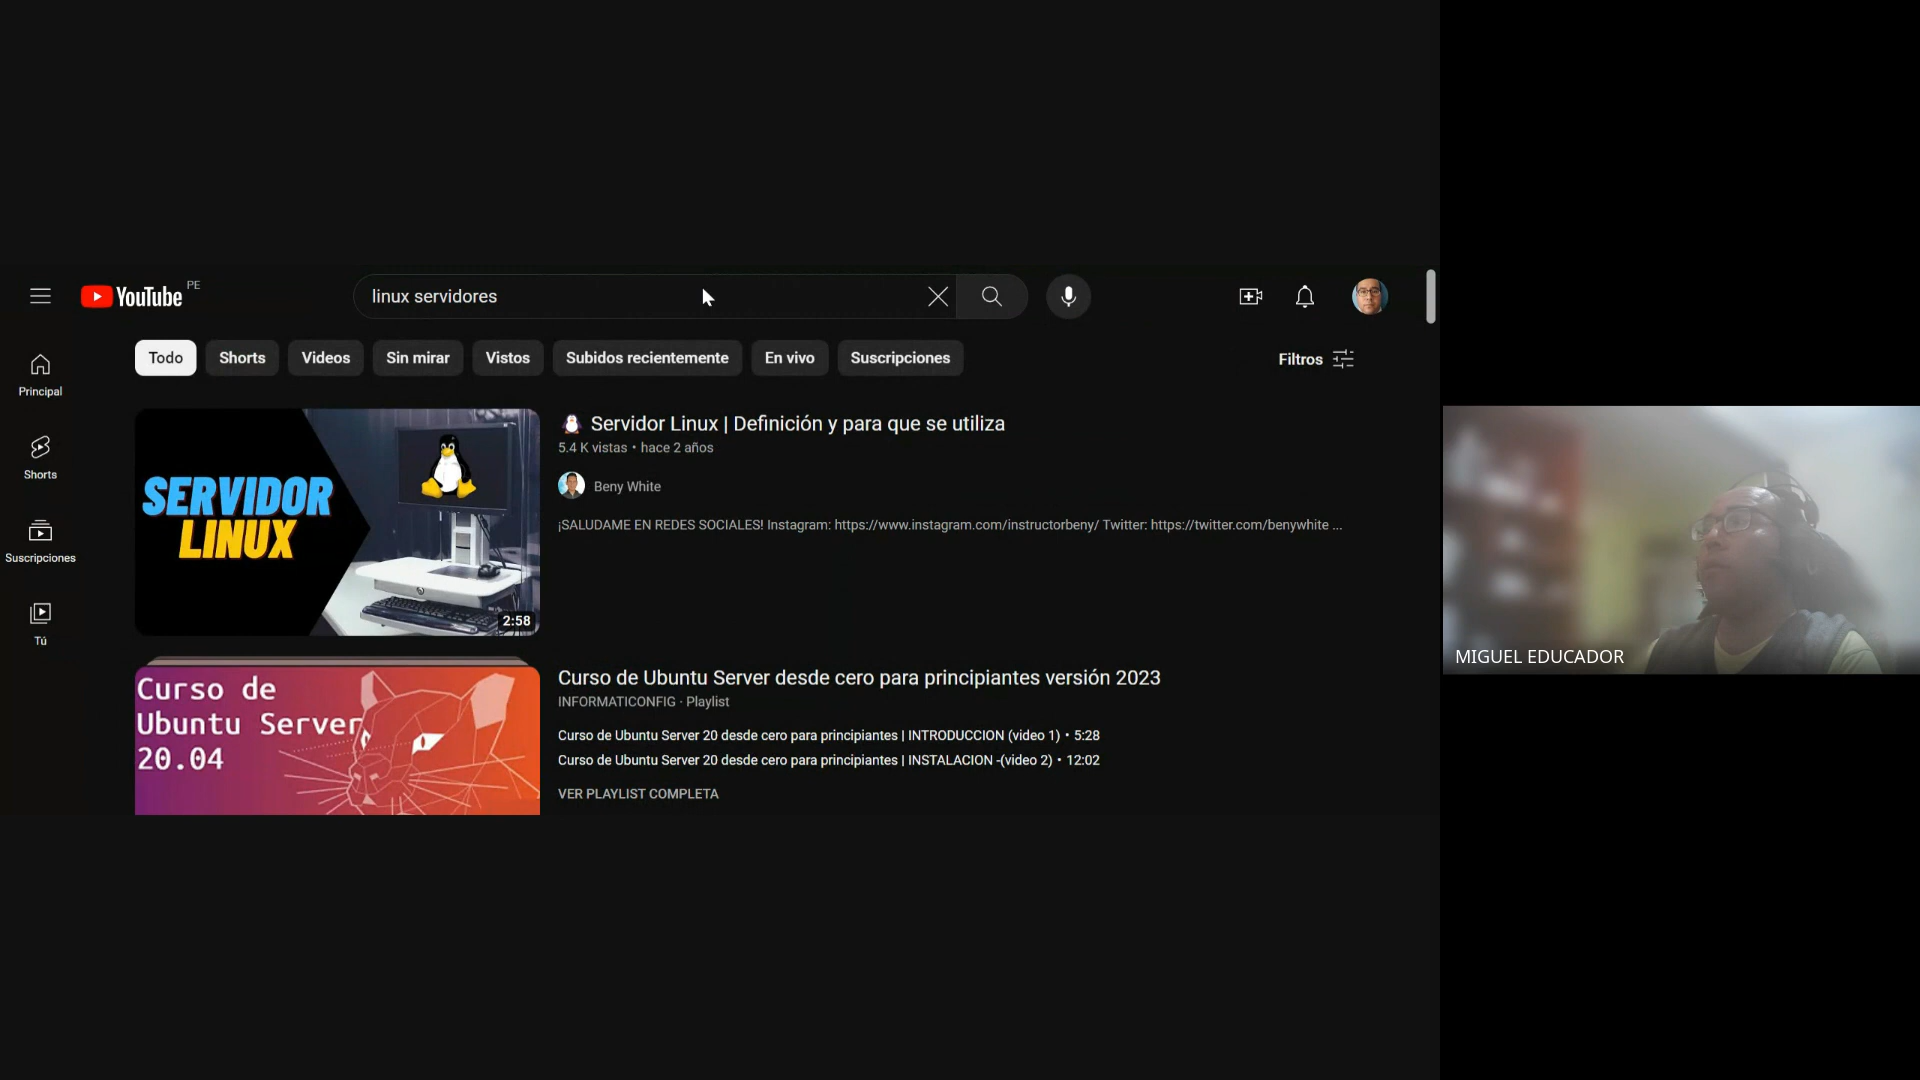 YouTube PE
linux servidores
Todo
Shorts
Videos
Sin mirar
Vistos
Subidos recientemente
En vivo
Suscripciones
Filtros
Principal
Shorts
Suscripciones
Tú
SERVIDOR
LINUX
2:58
Servidor Linux | Definición y para que se utiliza
5.4 K vistas • hace 2 años
Beny White
¡SALUDAME EN REDES SOCIALES! Instagram: https://www.instagram.com/instructorbeny/ Twitter: https://twitter.com/benywhite ...
Curso de
Ubuntu Server
20.04
Curso de Ubuntu Server desde cero para principiantes versión 2023
INFORMATICONFIG · Playlist
Curso de Ubuntu Server 20 desde cero para principiantes | INTRODUCCION (video 1) • 5:28
Curso de Ubuntu Server 20 desde cero para principiantes | INSTALACION -(video 2) • 12:02
VER PLAYLIST COMPLETA
MIGUEL EDUCADOR